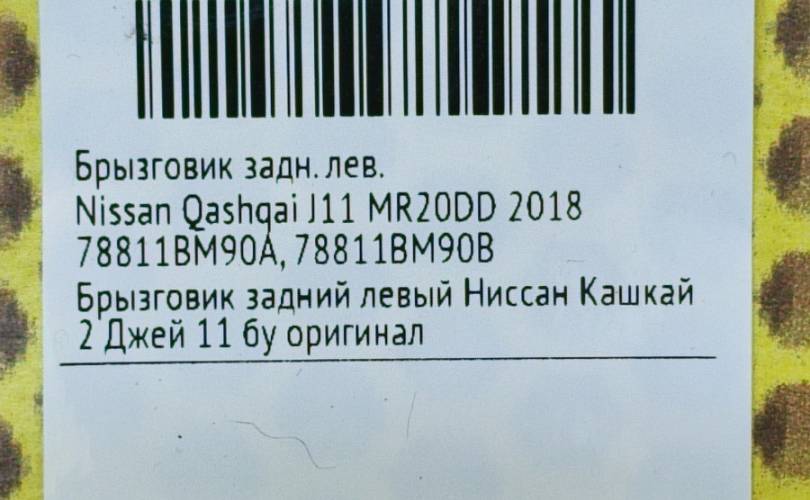 Брызговик задн. лев.
Nissan Qashqai J11 MR20DD 2018
78811BM90A, 78811BM90B
Брызговик задний левый Ниссан Кашкай
2 Джей 11 бу оригинал